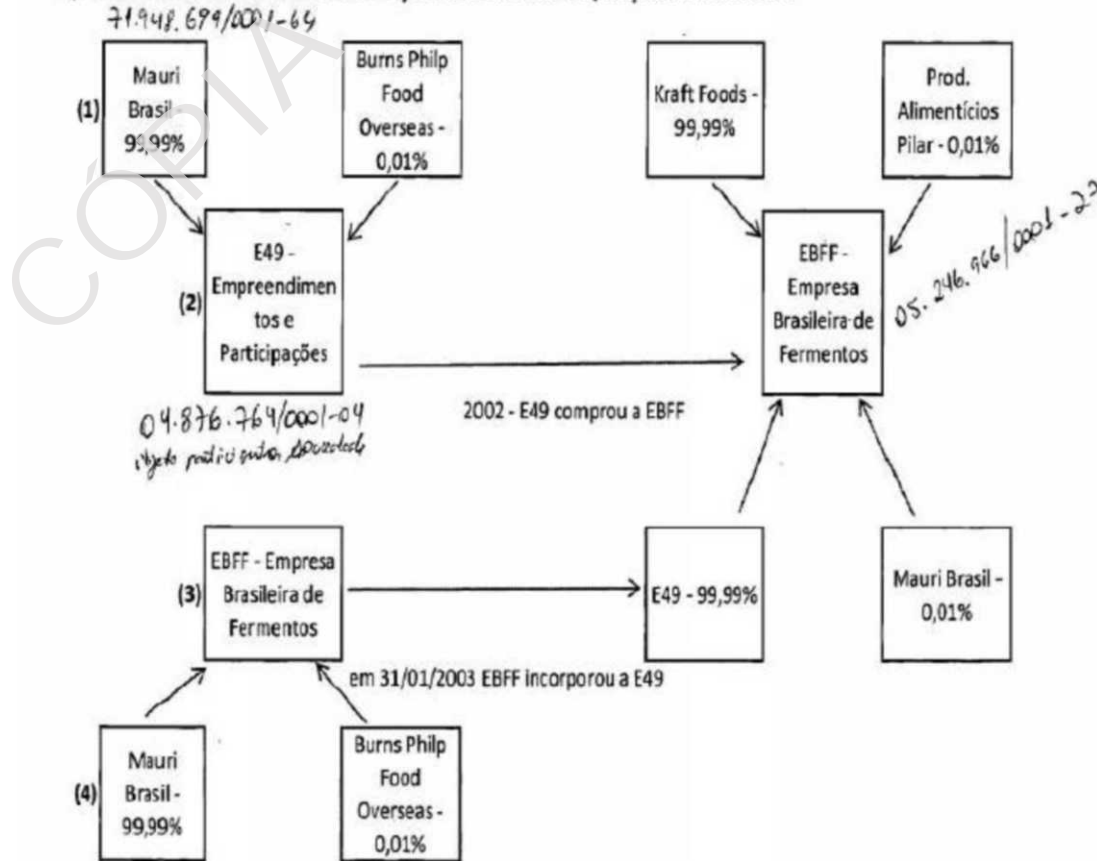 71.948.699/0001-64
CÓPIA
(1)
Mauri
Brasil -
99,99%
Burns Philp
Food
Overseas -
0,01%
Kraft Foods -
99,99%
Prod.
Alimentícios
Pilar - 0,01%
(2)
E49 -
Empreendimen
tos e
Participações
EBFF -
Empresa
Brasileira de
Fermentos
05.246.966/0001-2
04.876.764/0001-04
2002 - E49 comprou a EBFF
(3)
EBFF - Empresa
Brasileira de
Fermentos
E49 - 99,99%
Mauri Brasil -
0,01%
em 31/01/2003 EBFF incorporou a E49
(4)
Mauri
Brasil -
99,99%
Burns Philp
Food
Overseas -
0,01%